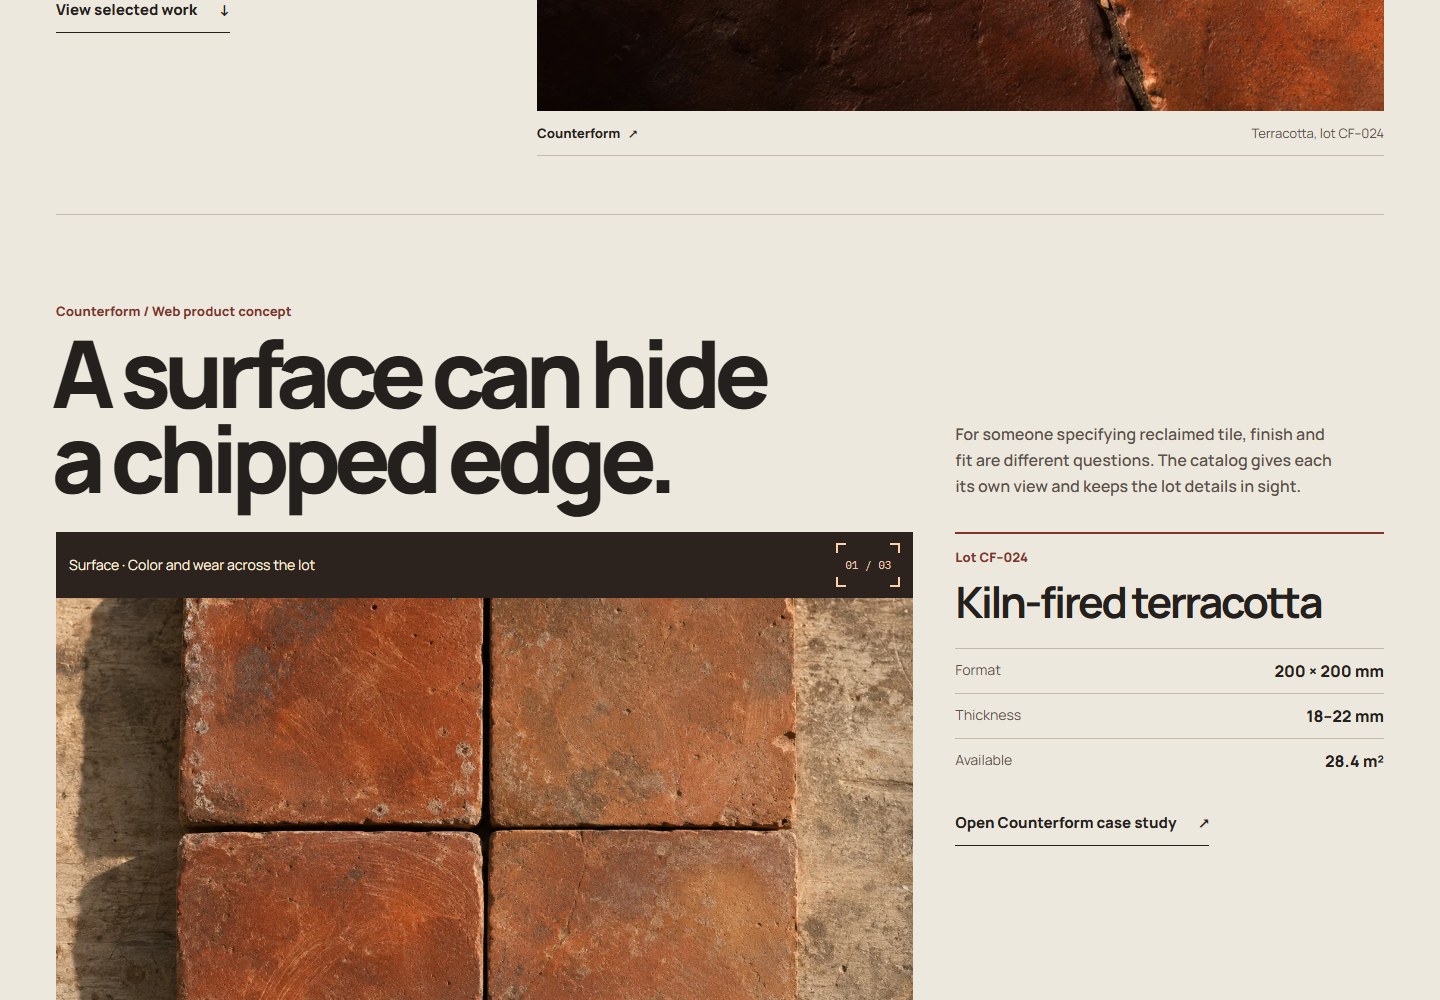 View selected work ↓
Counterform ↗
Terracotta, lot CF–024
Counterform / Web product concept
A surface can hide
a chipped edge.
For someone specifying reclaimed tile, finish and
fit are different questions. The catalog gives each
its own view and keeps the lot details in sight.
Surface · Color and wear across the lot
01 / 03
Lot CF–024
Kiln-fired terracotta
Format
200 × 200 mm
Thickness
18–22 mm
Available
28.4 m²
Open Counterform case study ↗